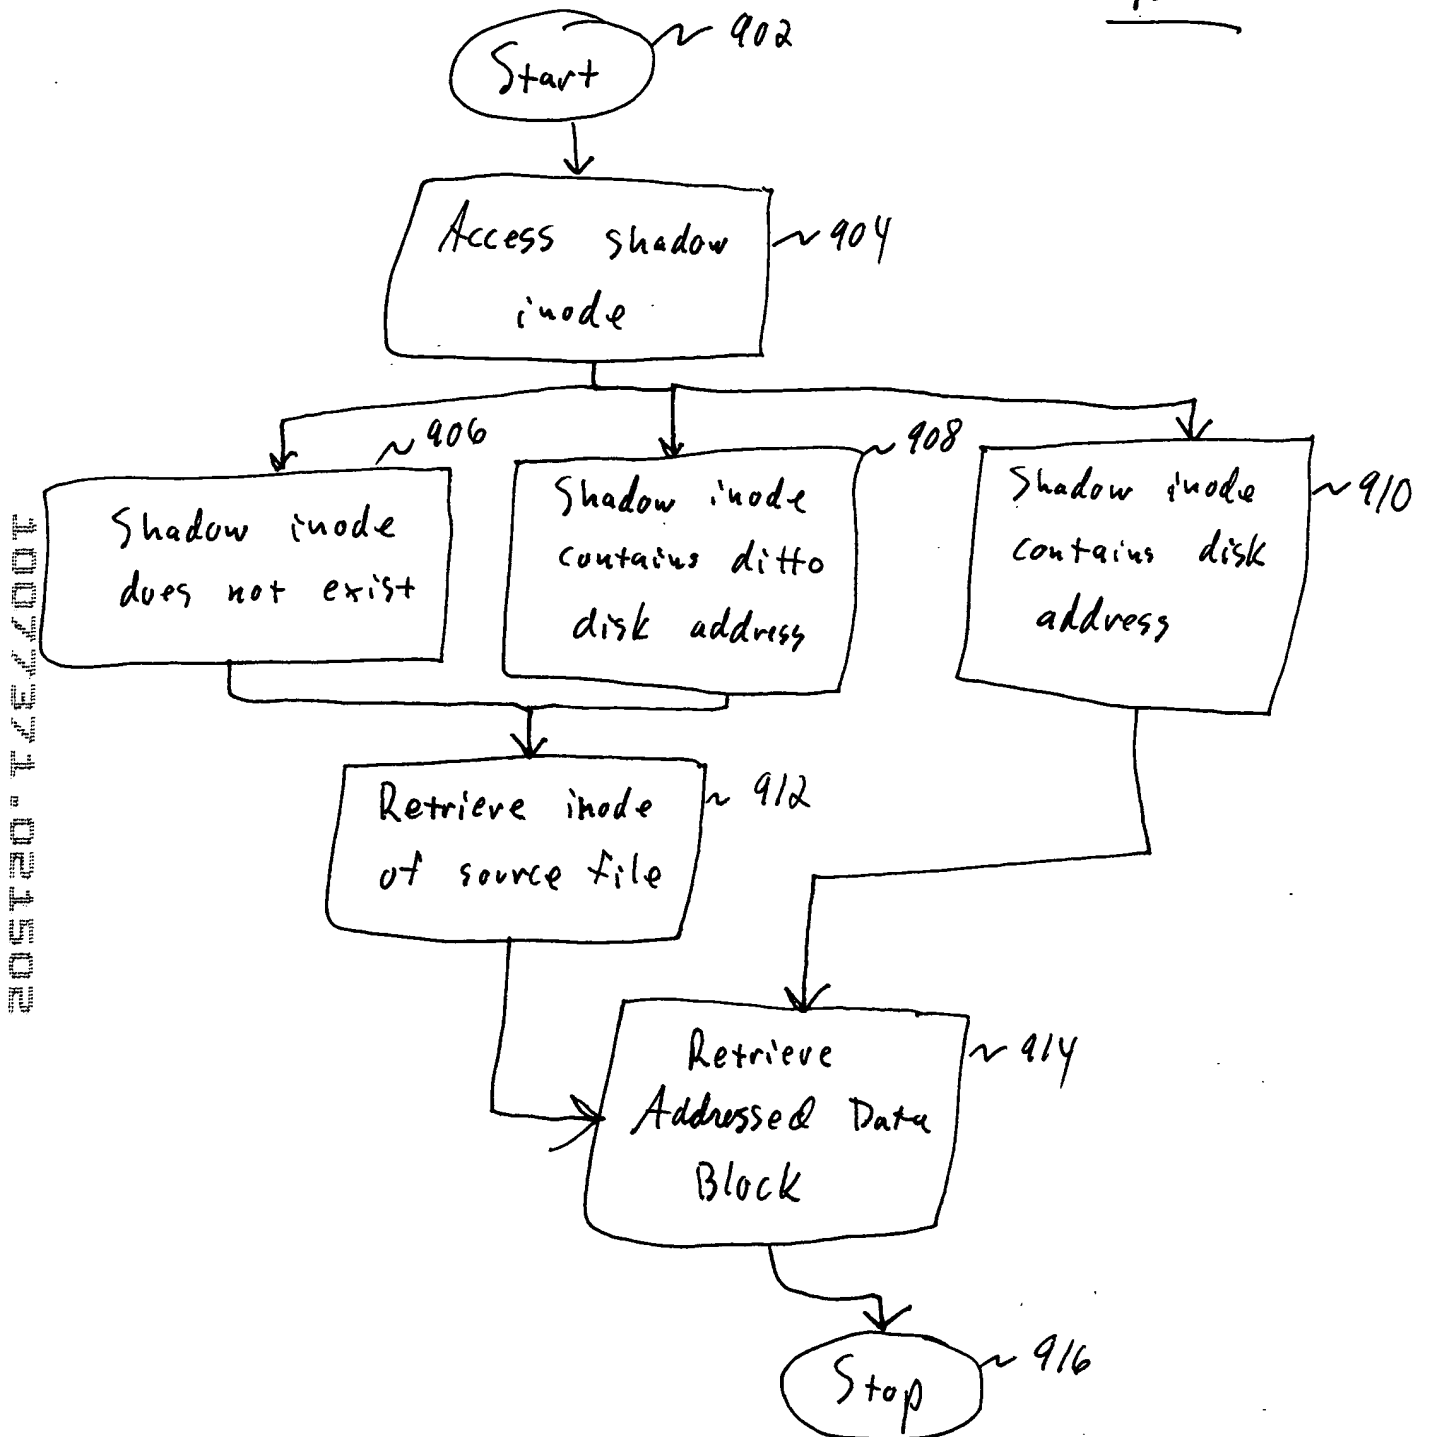 902
Start
Access shadow
inode
904
906
Shadow inode
does not exist
908
Shadow inode
contains ditto
disk address
910
Shadow inode
contains disk
address
912
Retrieve inode
of source file
914
Retrieve
Addressed Data
Block
916
Stop
10077371.021502